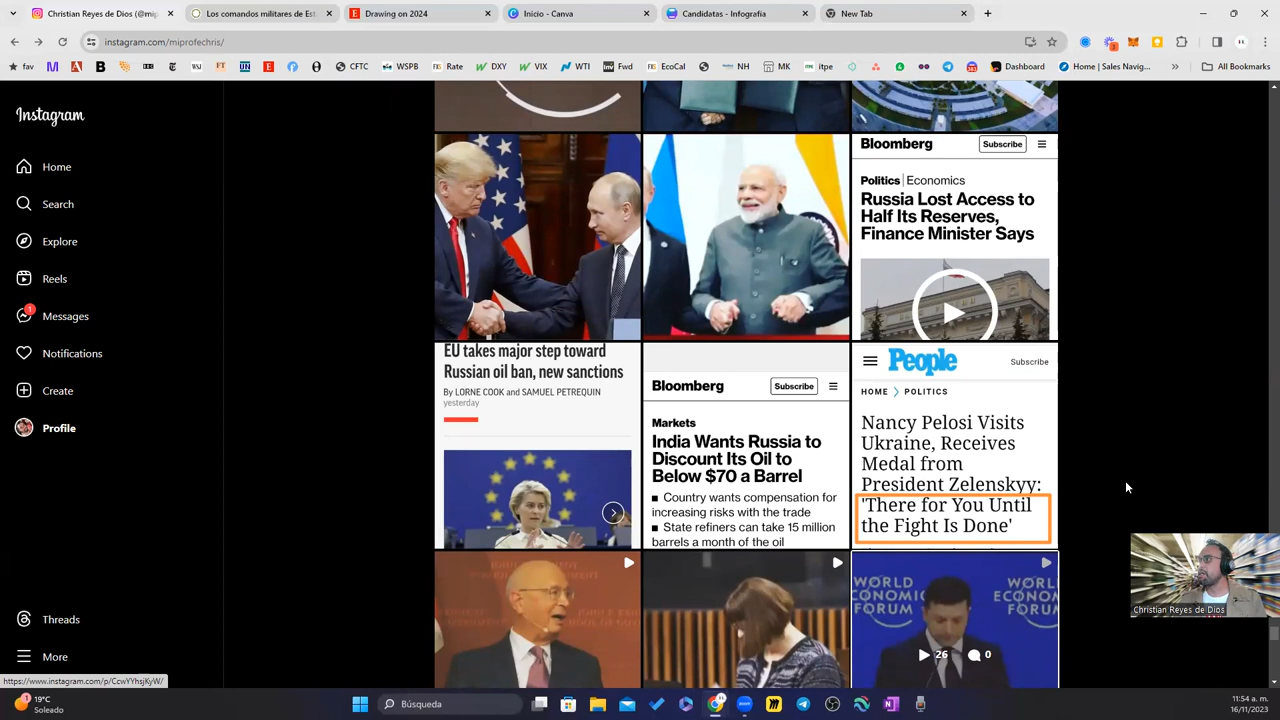 Christian Reyes de Dios (@mip
Los comandos militares de Est
Drawing on 2024
Inicio - Canva
Candidatas - Infografía
New Tab
instagram.com/miprofechris/
fav
WSJ
CFTC
WSPB
Rate
DXY
VIX
WTI
Fwd
EcoCal
NH
MK
itpe
Home | Sales Navig...
All Bookmarks
Instagram
Home
Search
Explore
Reels
1
Messages
Notifications
Create
Profile
Threads
More
Bloomberg
Subscribe
Politics | Economics
Russia Lost Access to
Half Its Reserves,
Finance Minister Says
EU takes major step toward
Russian oil ban, new sanctions
By LORNE COOK and SAMUEL PETREQUIN
yesterday
Bloomberg
Subscribe
Markets
India Wants Russia to
Discount Its Oil to
Below $70 a Barrel
Country wants compensation for
increasing risks with the trade
State refiners can take 15 million
barrels a month of the oil
People
Subscribe
HOME > POLITICS
Nancy Pelosi Visits
Ukraine, Receives
Medal from
President Zelenskyy:
'There for You Until
the Fight Is Done'
WORLD
ECONOMIC
FORUM
WORLD
ECONOMIC
FORUM
26
0
Christian Reyes de Dios
https://www.instagram.com/p/CcwYYhsjKyW/
19°C
Soleado
Búsqueda
11:54 a. m.
16/11/2023